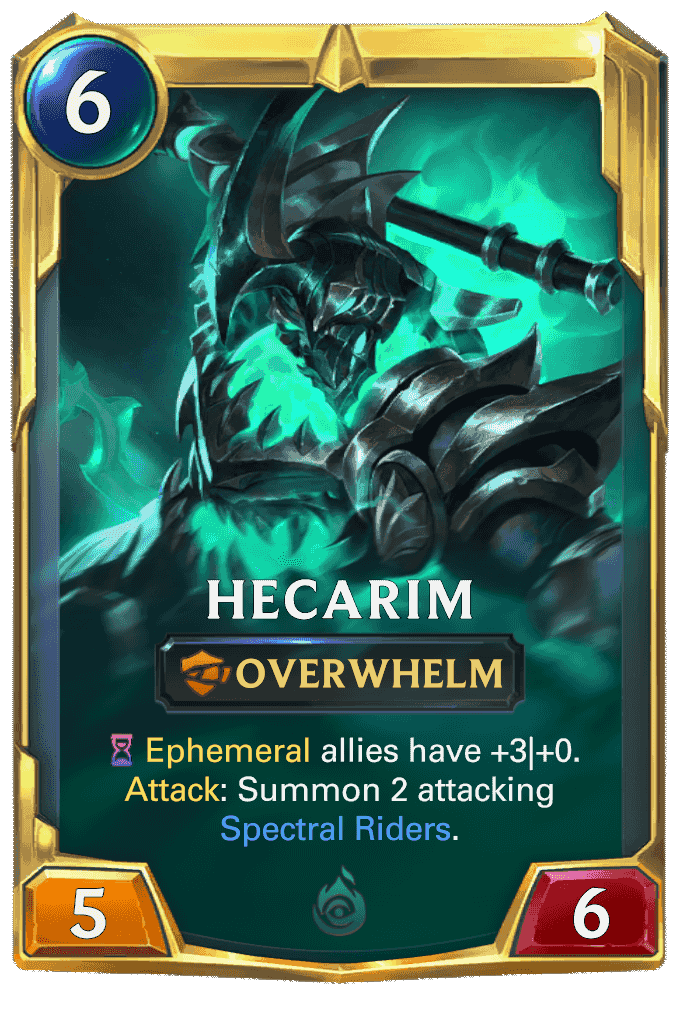 6
HECARIM
OVERWHELM
Ephemeral allies have +3|+0.
Attack: Summon 2 attacking
Spectral Riders.
5
6